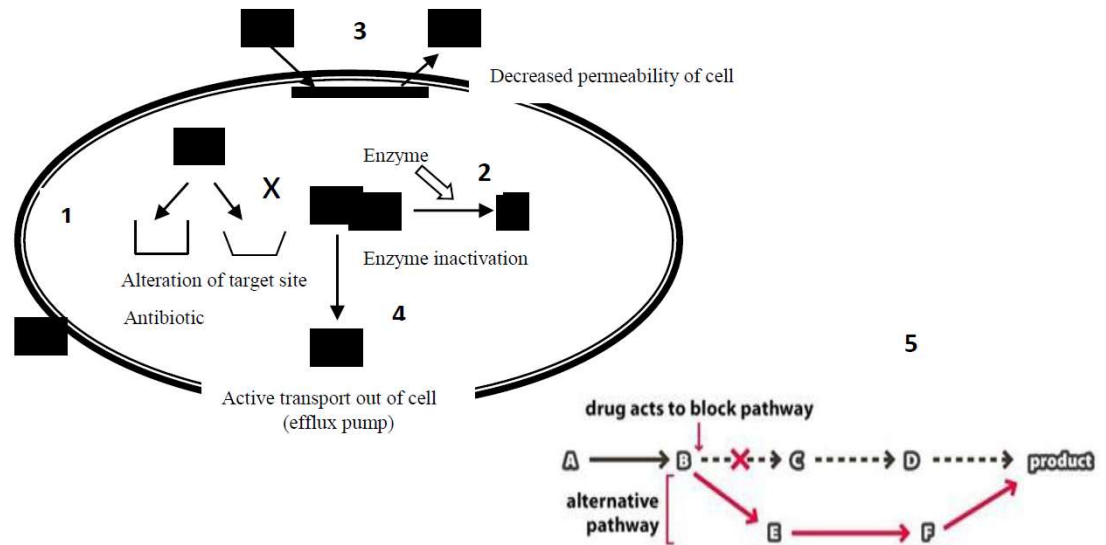 3
Decreased permeability of cell
Enzyme
2
X
1
Enzyme inactivation
Alteration of target site
Antibiotic
4
5
Active transport out of cell
(efflux pump)
drug acts to block pathway
A B C D product
alternative
pathway
E F